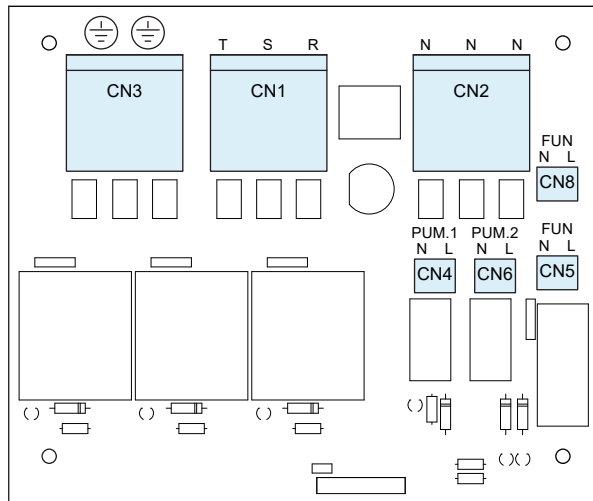 T S R
N N N
CN3
CN1
CN2
FUN
N L
CN8
PUM.1
N L
CN4
PUM.2
N L
CN6
FUN
N L
CN5